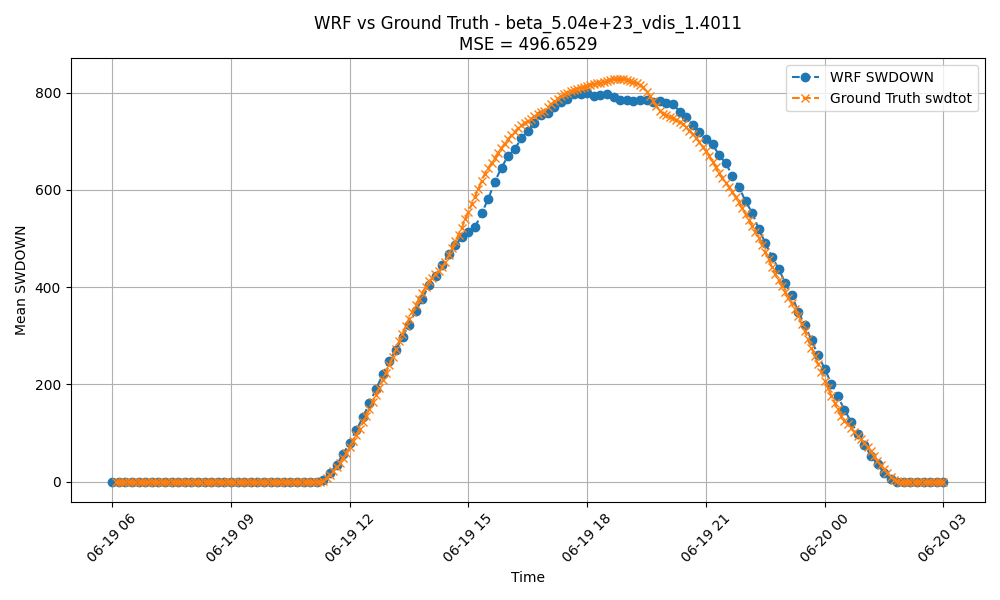 WRF vs Ground Truth - beta_5.04e+23_vdis_1.4011
MSE = 496.6529
WRF SWDOWN
Ground Truth swdtot
Mean SWDOWN
800
600
400
200
0
06-19 06
06-19 09
06-19 12
06-19 15
06-19 18
06-19 21
06-20 00
06-20 03
Time